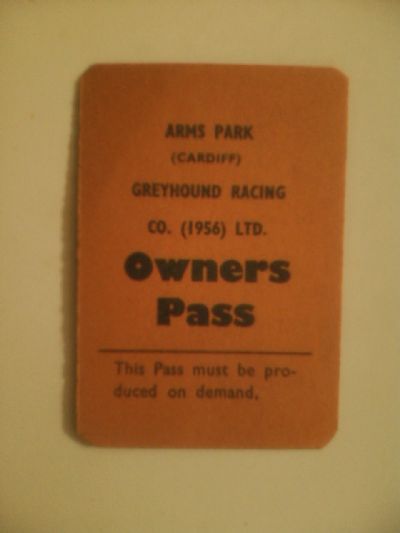 ARMS PARK
(CARDIFF)
GREYHOUND RACING
CO. (1956) LTD.
Owners
Pass
This Pass must be pro-
duced on demand.